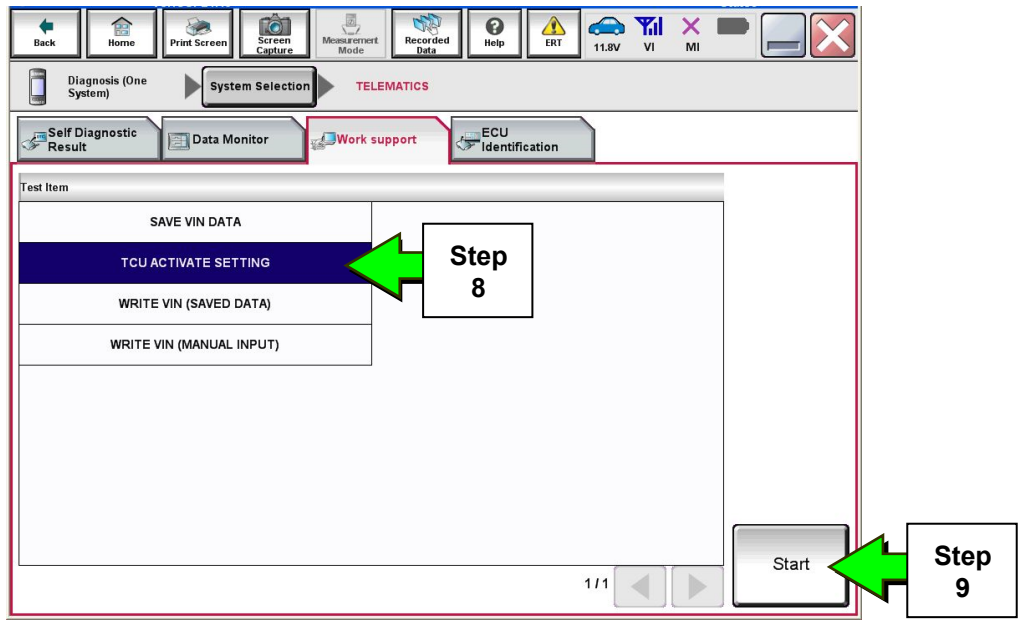 Back
Home
Print Screen
Screen
Capture
Measurement
Mode
Recorded
Data
Help
ERT
11.8V
VI
MI
Diagnosis (One
System)
System Selection
TELEMATICS
Self Diagnostic
Result
Data Monitor
Work support
ECU
Identification
Test Item
SAVE VIN DATA
TCU ACTIVATE SETTING
Step
8
WRITE VIN (SAVED DATA)
WRITE VIN (MANUAL INPUT)
Start
Step
9
1/1